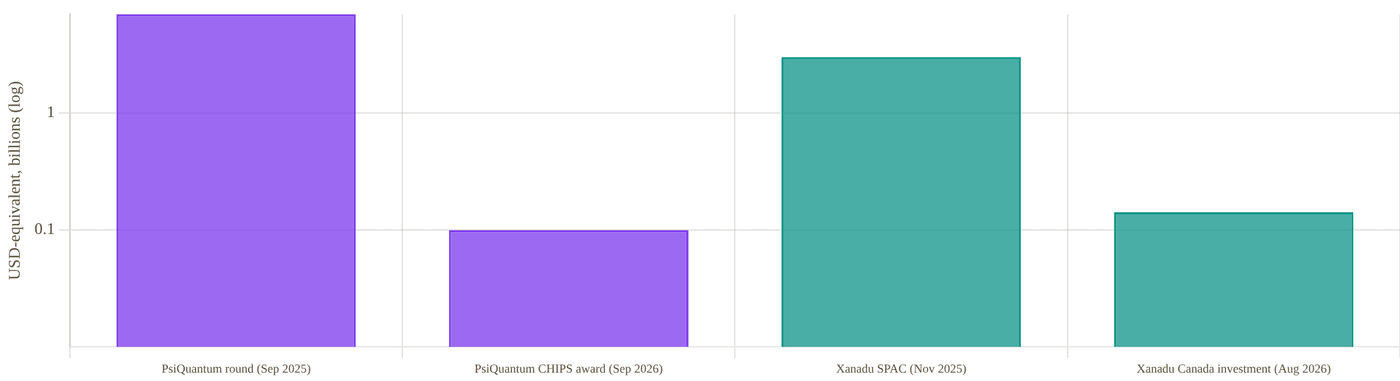 USD-equivalent, billions (log)
1
0.1
PsiQuantum round (Sep 2025)
PsiQuantum CHIPS award (Sep 2026)
Xanadu SPAC (Nov 2025)
Xanadu Canada investment (Aug 2026)